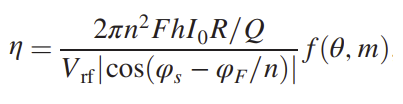 η = 2πn²FhI₀R/Q / V_rf|cos(φ_s − φ_F/n)| f(θ,m)